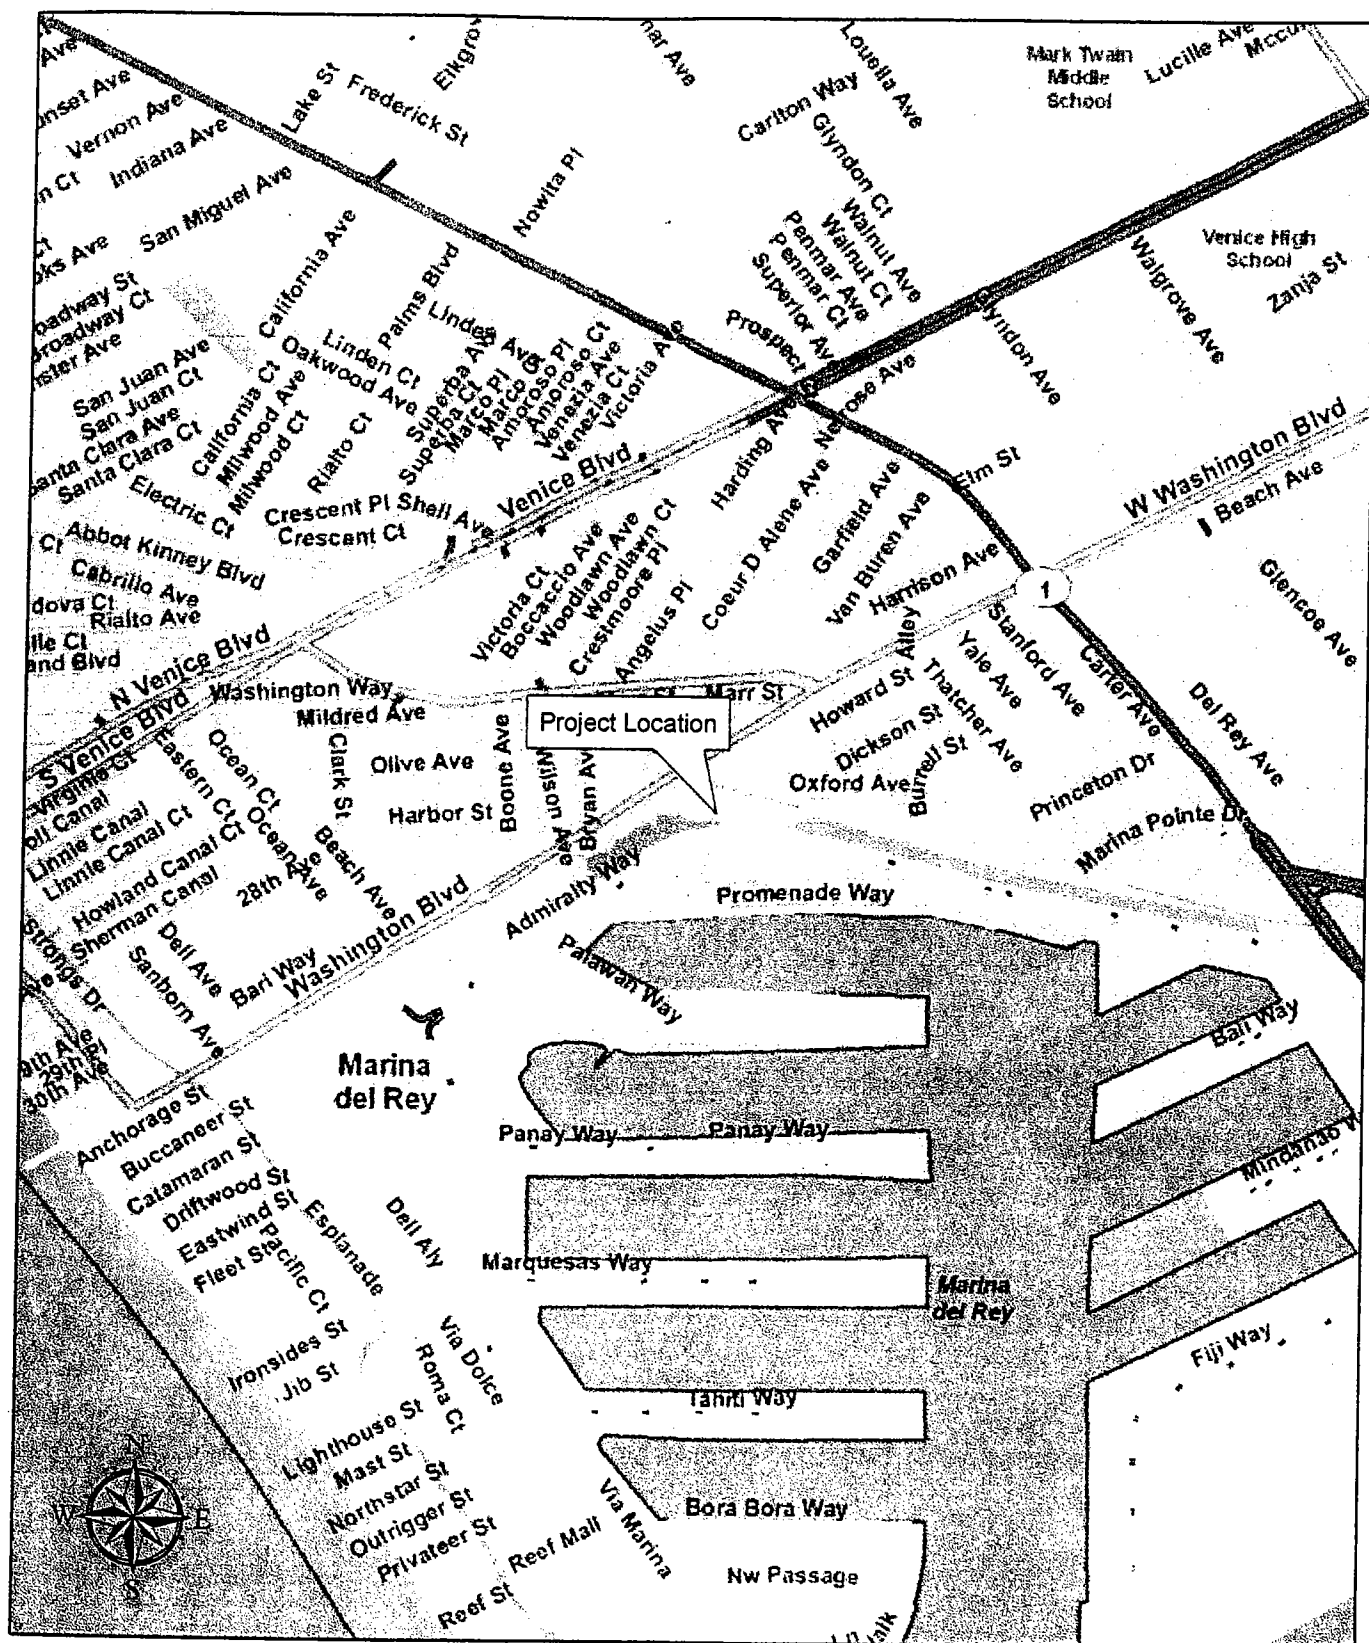 Ave
Vernon Ave
Indiana Ave
San Miguel Ave
Lake St
Frederick St
Nowita Pl
Louella Ave
Carlton Way
Mark Twain
Middle
School
Lucille Ave
Glyndon Ct
Walnut Ave
Walnut Ct
Penmar Ave
Penmar Ct
Superior Ave
Prospect
Walgrove Ave
Venice High
School
Zanja St
California Ave
Palms Blvd
Linden Ave
Linden Ct
Oakwood Ave
San Juan Ave
San Juan Ct
Santa Clara Ave
Santa Clara Ct
California Ct
Milwood Ave
Milwood Ct
Rialto Ct
Superba Ave
Superba Ct
Marco Pl
Marco Ct
Amoroso Pl
Amoroso Ct
Venezia Ave
Venezia Ct
Victoria Ave
Electric Ct
Crescent Pl
Shell Ave
Crescent Ct
Venice Blvd
Harding Ave
Coeur D Alene Ave
Garfield Ave
Van Buren Ave
Harrison Ave
Elm St
W Washington Blvd
Beach Ave
Glencoe Ave
1
Abbot Kinney Blvd
Cabrillo Ave
Rialto Ave
N Venice Blvd
S Venice Blvd
Victoria Ct
Boccaccio Ave
Woodlawn Ave
Woodlawn Ct
Crestmoore Pl
Angelus Pl
Alley
Washington Way
Mildred Ave
Marr St
Project Location
Howard St
Dickson St
Burrell St
Oxford Ave
Thatcher Ave
Yale Ave
Stanford Ave
Carter Ave
Del Rey Ave
Princeton Dr
Marina Pointe Dr
Clark St
Olive Ave
Harbor St
Boone Ave
Wilson Ave
Eastern Ct
Ocean Ct
Ocean Ave
Beach Ave
Virginia Ct
Linnie Canal
Linnie Canal Ct
Howland Canal Ct
Sherman Canal
28th Ave
Strongs Dr
Dell Ave
Sanborn Ave
Bari Way
Washington Blvd
Admiralty Way
Promenade Way
Palawan Way
30th Ave
Marina
del Rey
Bali Way
Anchorage St
Buccaneer St
Catamaran St
Driftwood St
Eastwind St
Fleet St
Pacific Ct
Esplanade
Dell Aly
Panay Way
Panay Way
Marquesas Way
Marina
del Rey
Fiji Way
Ironsides St
Jib St
Via Dolce
Roma Ct
Tahiti Way
Lighthouse St
Mast St
Northstar St
Outrigger St
Privateer St
Reef St
Reef Mall
Via Marina
Bora Bora Way
Nw Passage
N
W
E
S